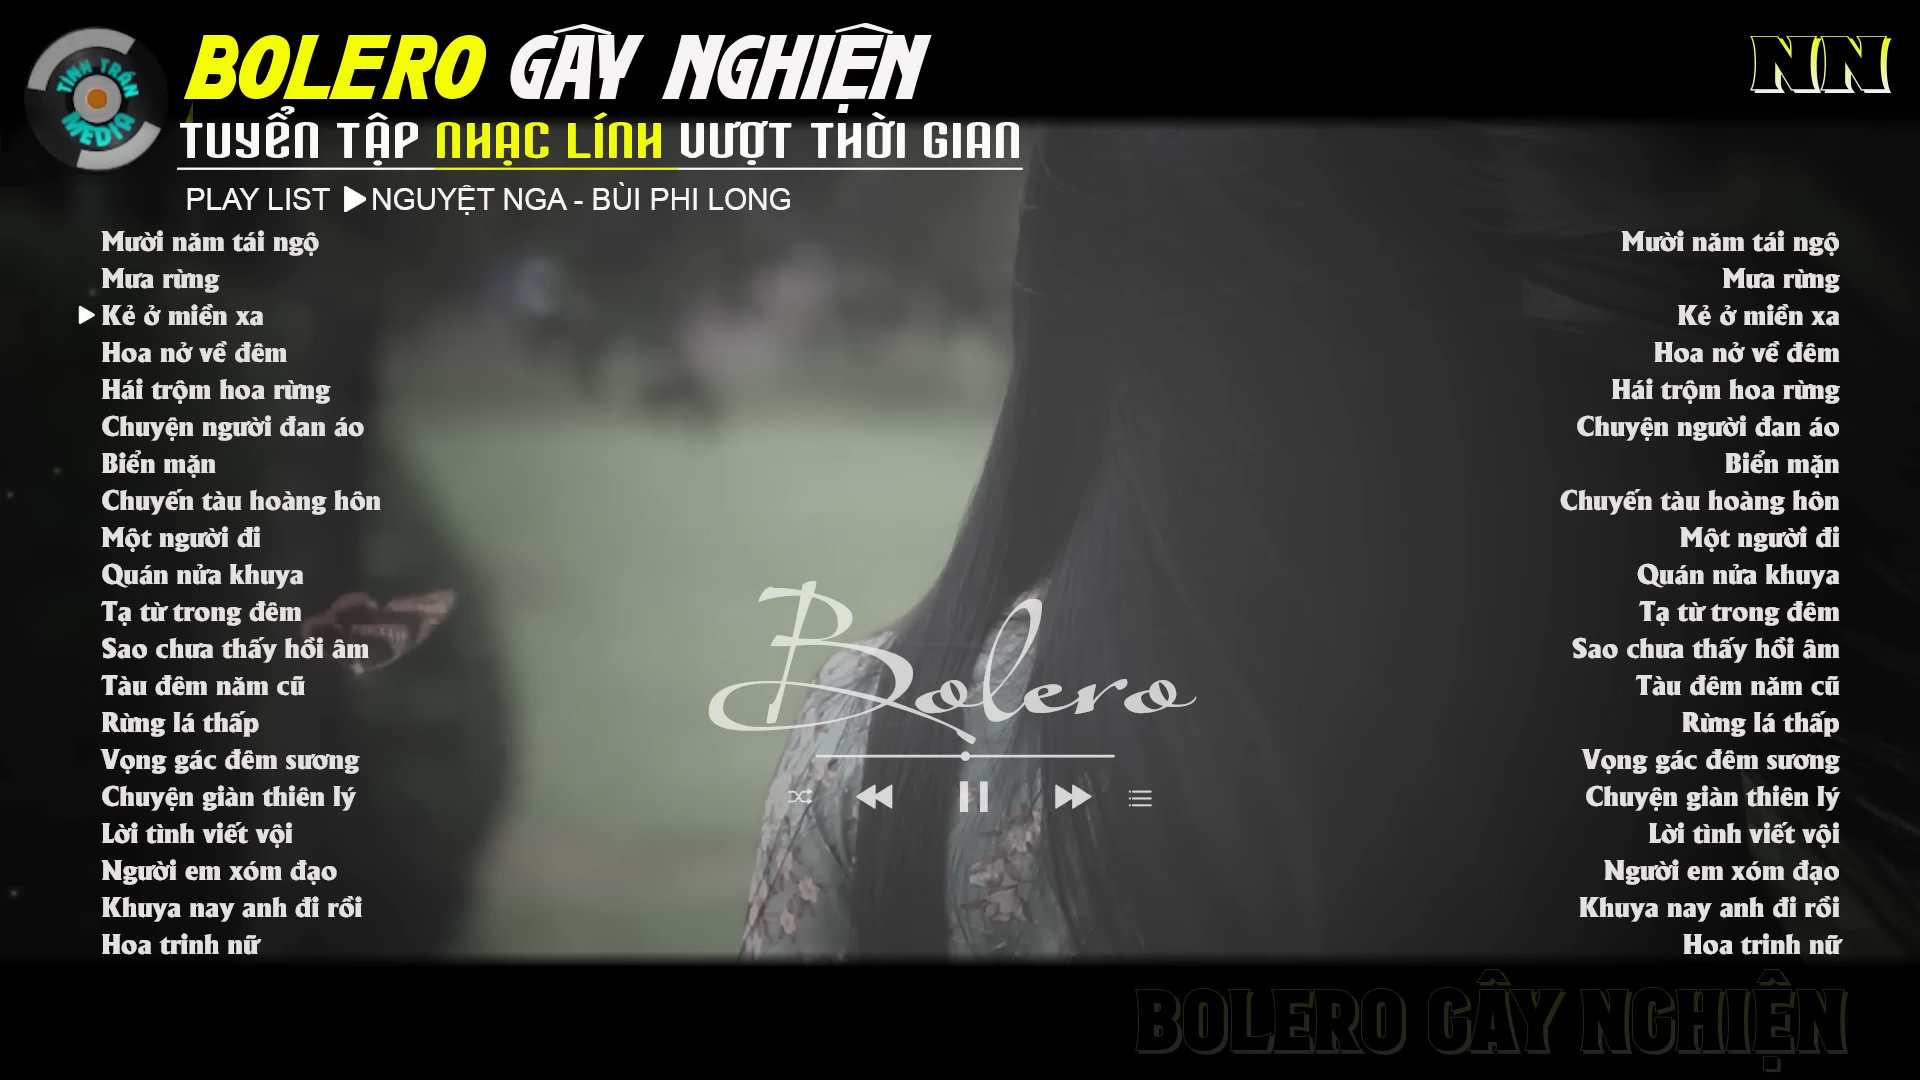 TÌNH TRẦN
MEDIA
BOLERO GÂY NGHIỆN
NN
TUYỂN TẬP NHẠC LÍNH VƯỢT THỜI GIAN
PLAY LIST ▶NGUYỆT NGA - BÙI PHI LONG
Mười năm tái ngộ
Mưa rừng
Kẻ ở miền xa
Hoa nở về đêm
Hái trộm hoa rừng
Chuyện người đan áo
Biển mặn
Chuyến tàu hoàng hôn
Một người đi
Quán nửa khuya
Tạ từ trong đêm
Sao chưa thấy hồi âm
Tàu đêm năm cũ
Rừng lá thấp
Vọng gác đêm sương
Chuyện giàn thiên lý
Lời tình viết vội
Người em xóm đạo
Khuya nay anh đi rồi
Hoa trinh nữ
Bolero
Mười năm tái ngộ
Mưa rừng
Kẻ ở miền xa
Hoa nở về đêm
Hái trộm hoa rừng
Chuyện người đan áo
Biển mặn
Chuyến tàu hoàng hôn
Một người đi
Quán nửa khuya
Tạ từ trong đêm
Sao chưa thấy hồi âm
Tàu đêm năm cũ
Rừng lá thấp
Vọng gác đêm sương
Chuyện giàn thiên lý
Lời tình viết vội
Người em xóm đạo
Khuya nay anh đi rồi
Hoa trinh nữ
BOLERO GÂY NGHIỆN